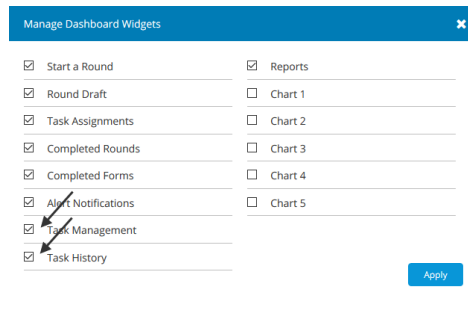 Manage Dashboard Widgets
Start a Round
Round Draft
Task Assignments
Completed Rounds
Completed Forms
Alert Notifications
Task Management
Task History
Reports
Chart 1
Chart 2
Chart 3
Chart 4
Chart 5
Apply